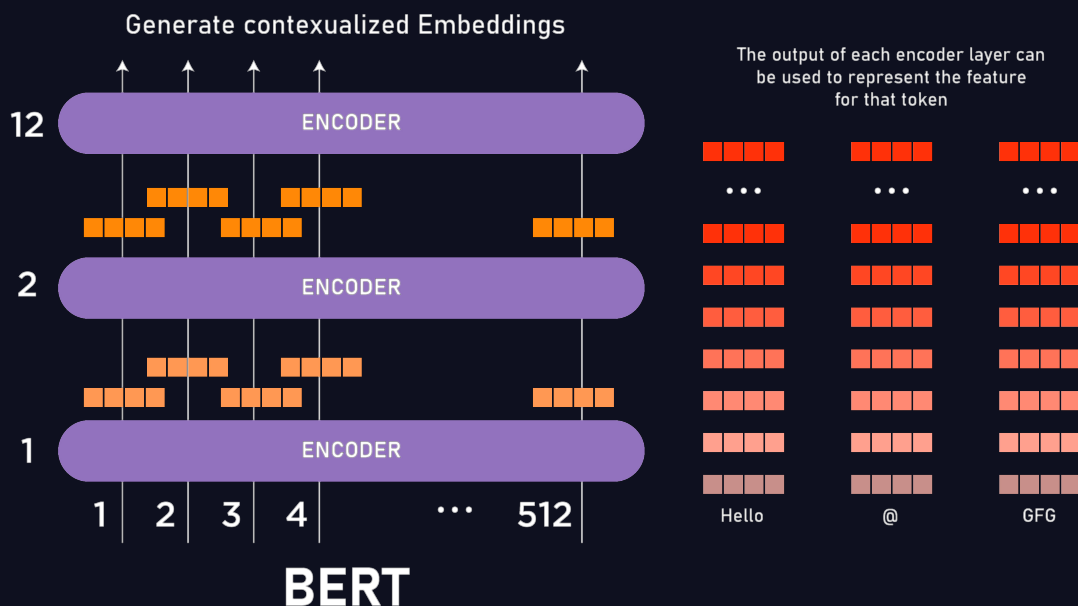 Generate contexualized Embeddings
12
ENCODER
2
ENCODER
1
ENCODER
1 2 3 4 ... 512
BERT
The output of each encoder layer can
be used to represent the feature
for that token
... ... ...
Hello @ GFG